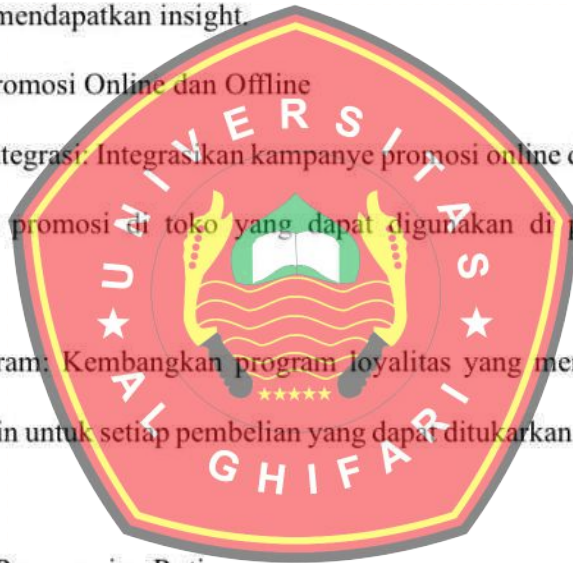 mendapatkan insight.
romosi Online dan Offline
ntegrasi: Integrasikan kampanye promosi online d
promosi di toko yang dapat digunakan di p
ram: Kembangkan program loyalitas yang me
in untuk setiap pembelian yang dapat ditukarkan
UNIVERSITAS
AL GHIFARI